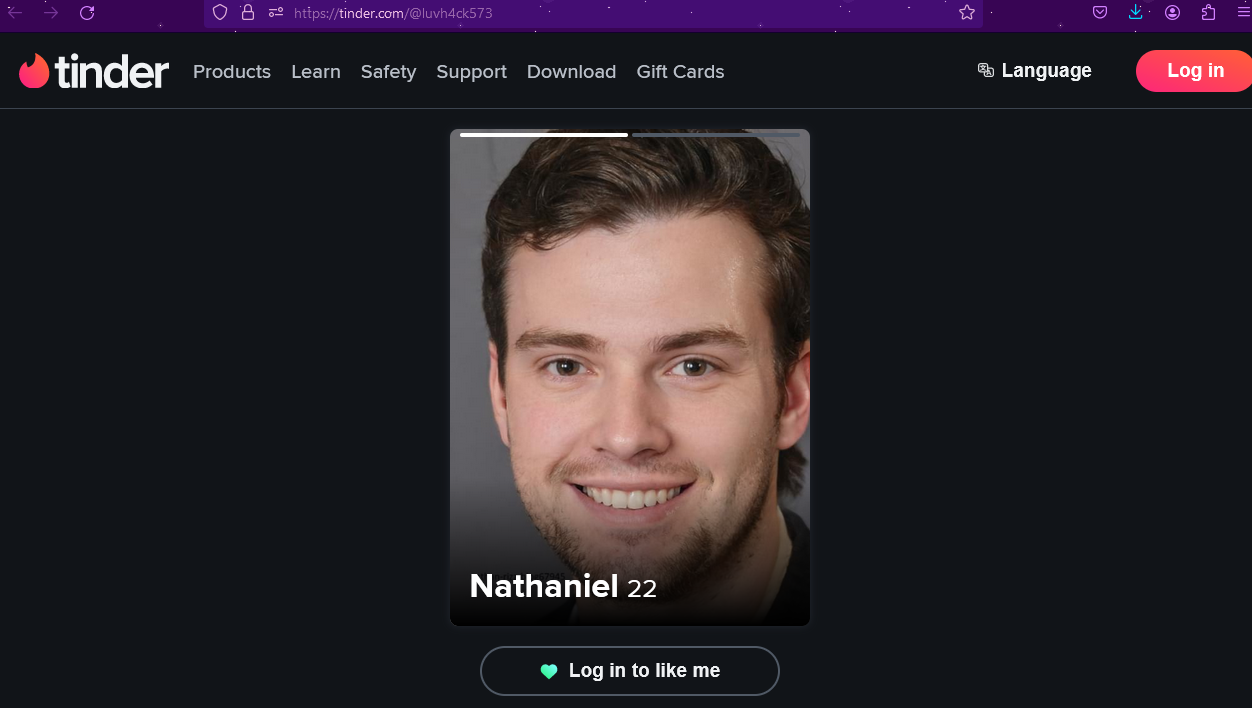 https://tinder.com/@luvh4ck573
tinder Products Learn Safety Support Download Gift Cards Language Log in
Nathaniel 22
Log in to like me